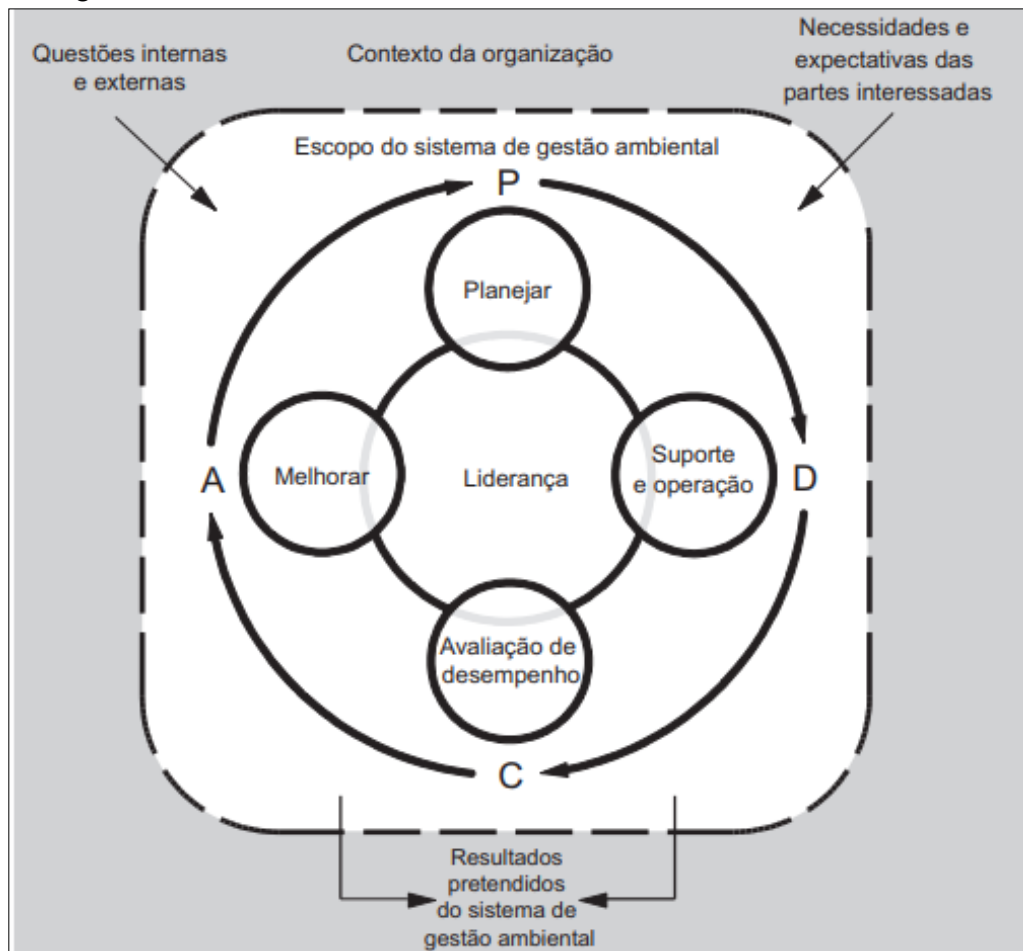 Questões internas
e externas
Contexto da organização
Necessidades e
expectativas das
partes interessadas
Escopo do sistema de gestão ambiental
P
Planejar
A
Melhorar
Liderança
Suporte
e operação
D
Avaliação de
desempenho
C
Resultados
pretendidos
do sistema de
gestão ambiental